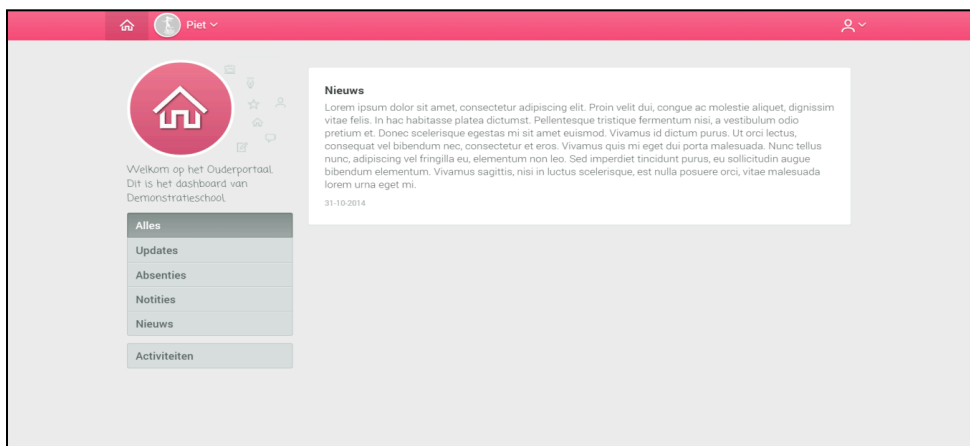 Piet
Welkom op het Ouderportaal.
Dit is het dashboard van
Demonstratieschool.
Alles
Updates
Absenties
Notities
Nieuws
Activiteiten
Nieuws
Lorem ipsum dolor sit amet, consectetur adipiscing elit. Proin velit dui, congue ac molestie aliquet, dignissim
vitae felis. In hac habitasse platea dictumst. Pellentesque tristique fermentum nisi, a vestibulum odio
pretium et. Donec scelerisque egestas mi sit amet euismod. Vivamus id dictum purus. Ut orci lectus,
consequat vel bibendum nec, consectetur et eros. Vivamus quis mi eget dui porta malesuada. Nunc tellus
nunc, adipiscing vel fringilla eu, elementum non leo. Sed imperdiet tincidunt purus, eu sollicitudin augue
bibendum elementum. Vivamus sagittis, nisi in luctus scelerisque, est nulla posuere orci, vitae malesuada
lorem urna eget mi.
31-10-2014